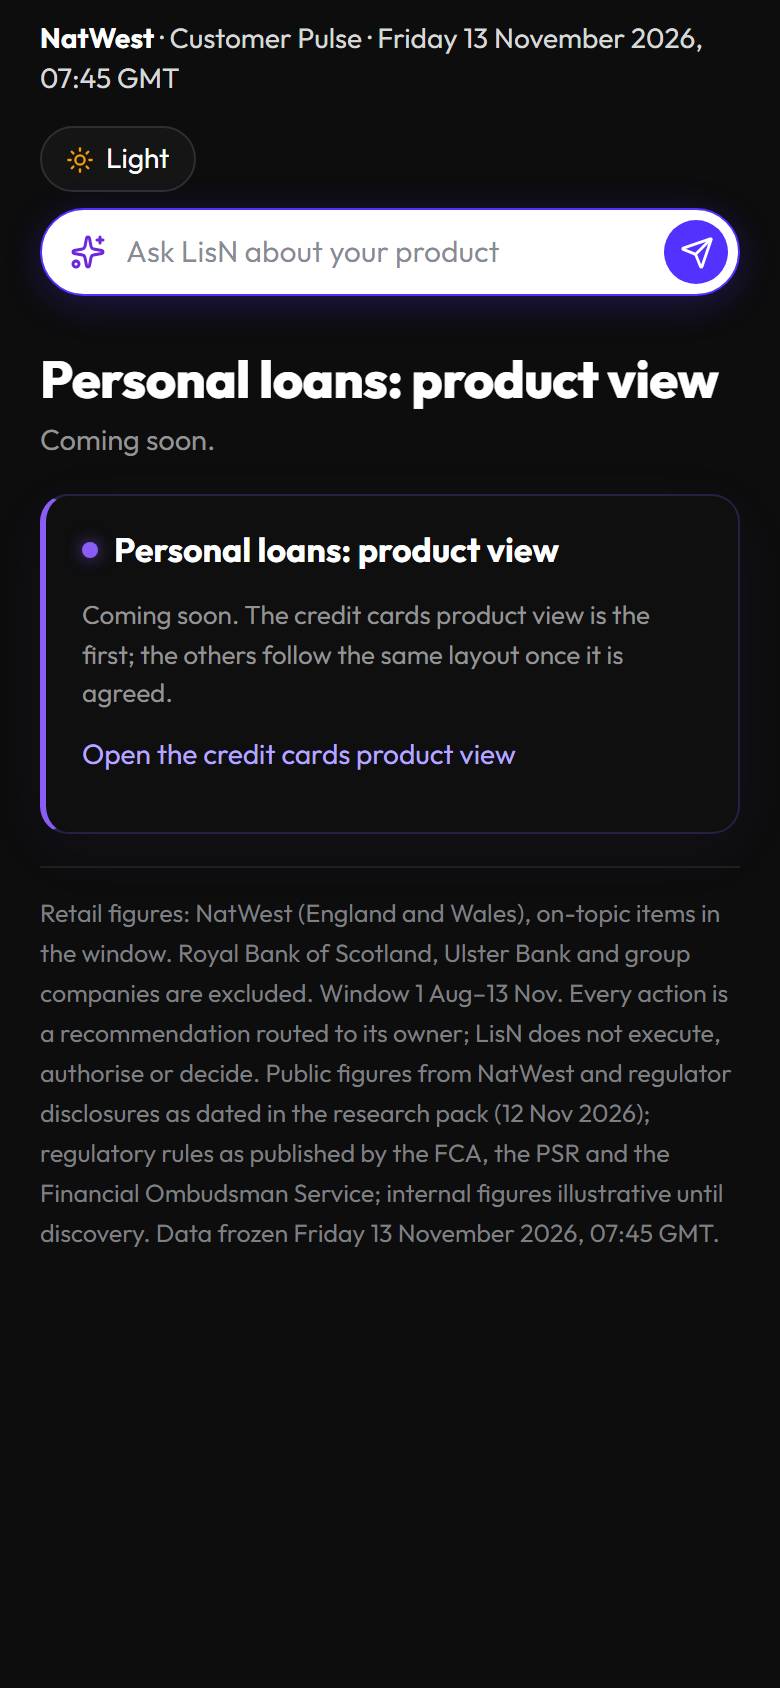 NatWest · Customer Pulse · Friday 13 November 2026,
07:45 GMT
Light
Ask LisN about your product
Personal loans: product view
Coming soon.
Personal loans: product view
Coming soon. The credit cards product view is the
first; the others follow the same layout once it is
agreed.
Open the credit cards product view
Retail figures: NatWest (England and Wales), on-topic items in
the window. Royal Bank of Scotland, Ulster Bank and group
companies are excluded. Window 1 Aug–13 Nov. Every action is
a recommendation routed to its owner; LisN does not execute,
authorise or decide. Public figures from NatWest and regulator
disclosures as dated in the research pack (12 Nov 2026);
regulatory rules as published by the FCA, the PSR and the
Financial Ombudsman Service; internal figures illustrative until
discovery. Data frozen Friday 13 November 2026, 07:45 GMT.